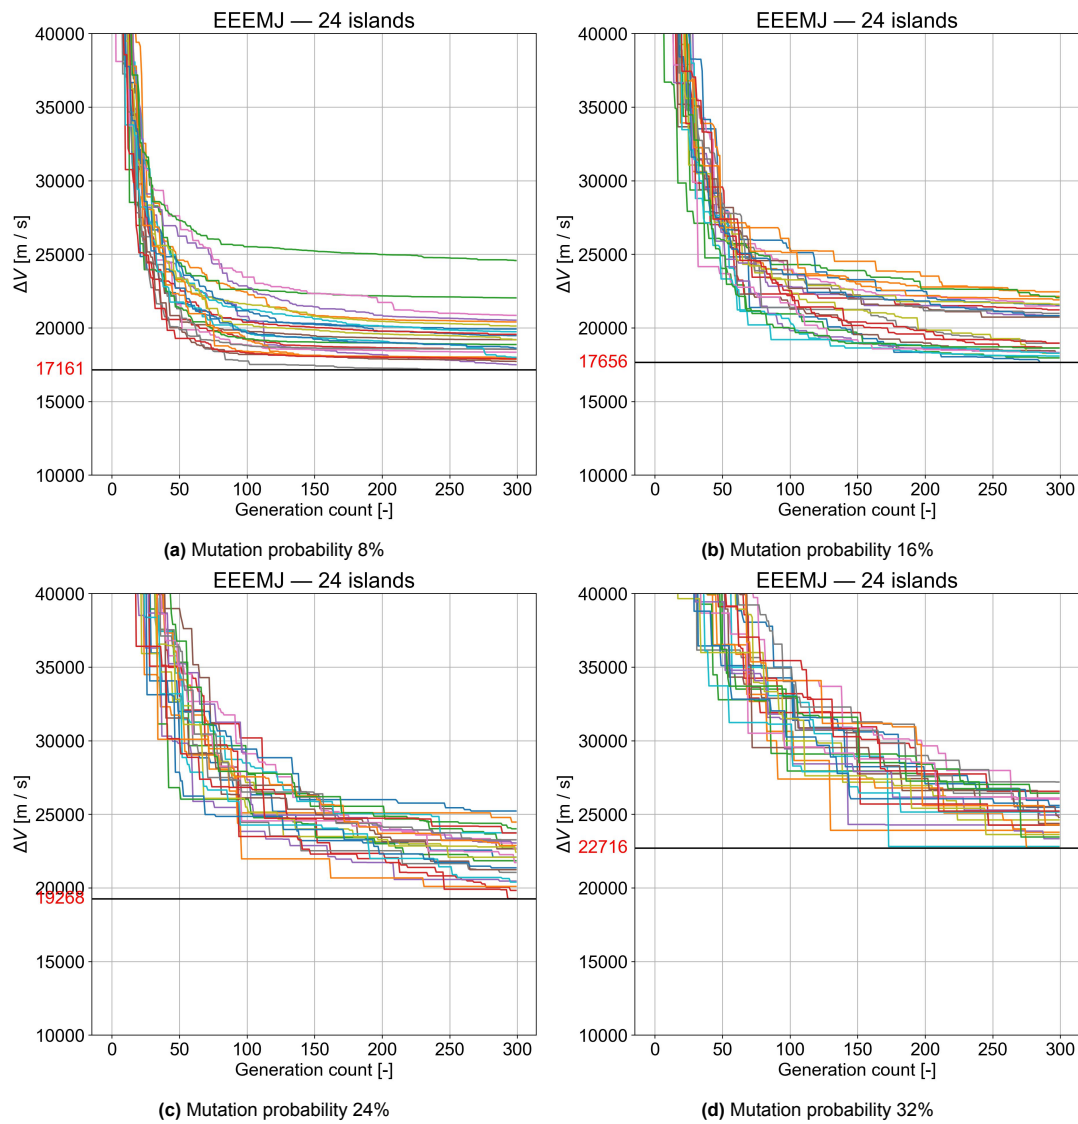 EEEMJ — 24 islands
EEEMJ — 24 islands
40000
35000
30000
25000
20000
17161
15000
10000
ΔV [m / s]
0 50 100 150 200 250 300
Generation count [-]
40000
35000
30000
25000
20000
17656
15000
10000
ΔV [m / s]
0 50 100 150 200 250 300
Generation count [-]
(a) Mutation probability 8%
(b) Mutation probability 16%
EEEMJ — 24 islands
EEEMJ — 24 islands
40000
35000
30000
25000
20000
19268
15000
10000
ΔV [m / s]
0 50 100 150 200 250 300
Generation count [-]
40000
35000
30000
25000
22716
20000
15000
10000
ΔV [m / s]
0 50 100 150 200 250 300
Generation count [-]
(c) Mutation probability 24%
(d) Mutation probability 32%